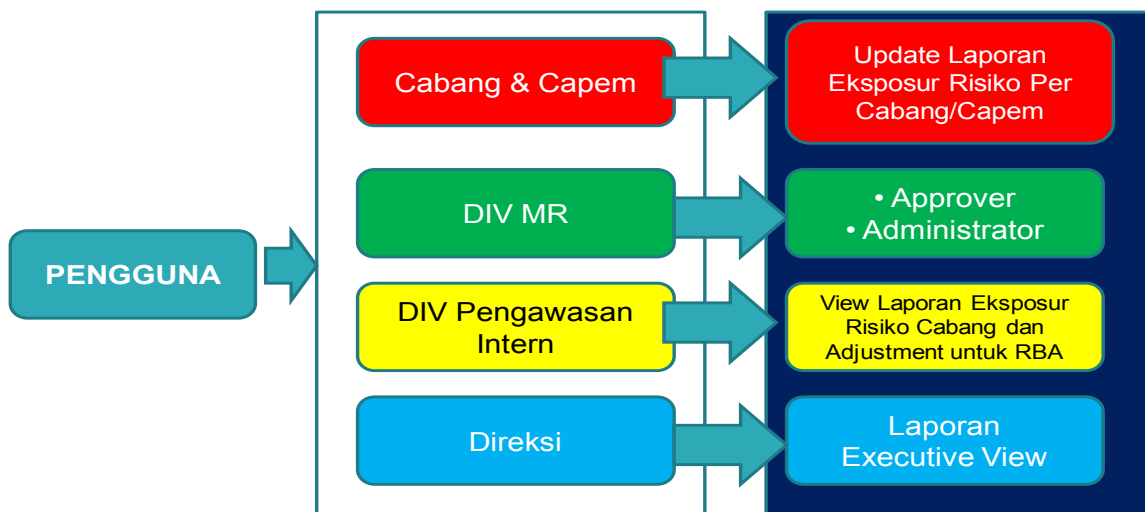 PENGGUNA
Cabang & Capem
Update Laporan
Eksposur Risiko Per
Cabang/Capem
DIV MR
• Approver
• Administrator
DIV Pengawasan
Intern
View Laporan Eksposur
Risiko Cabang dan
Adjustment untuk RBA
Direksi
Laporan
Executive View